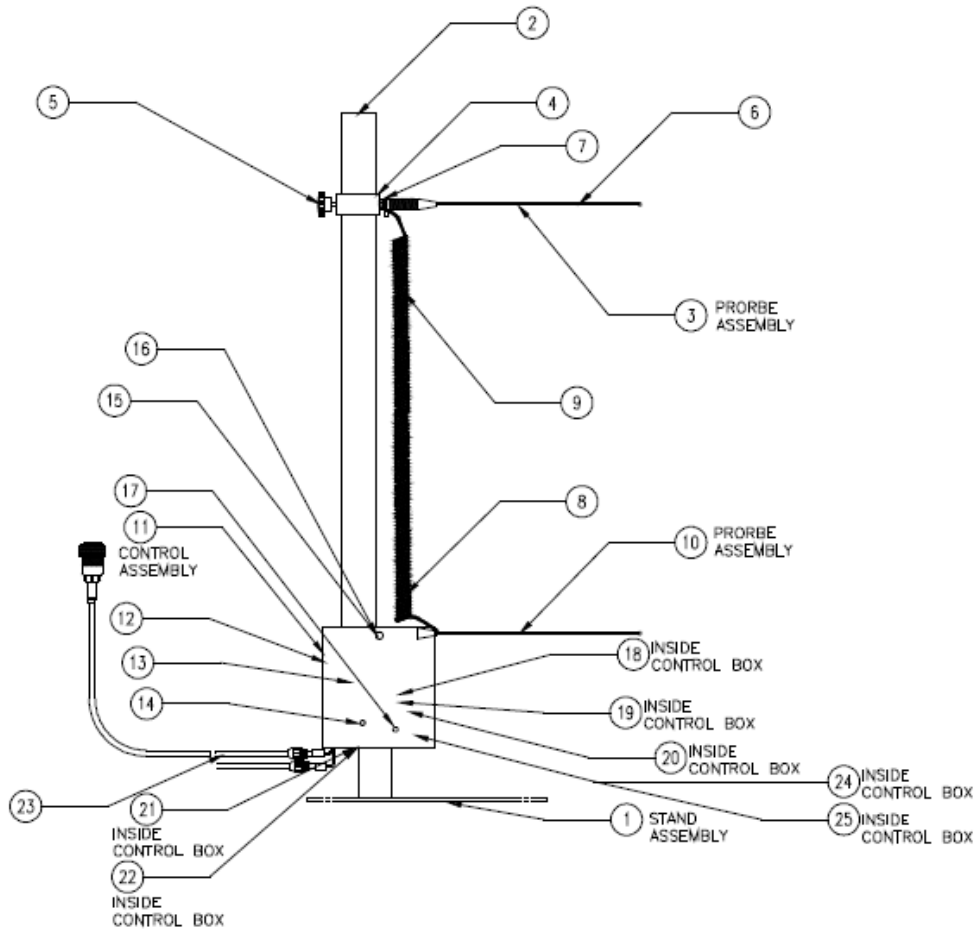 2
5
4
6
7
3 PRORBE
ASSEMBLY
16
15
9
17
8
11
CONTROL
ASSEMBLY
10 PRORBE
ASSEMBLY
12
18 INSIDE
CONTROL BOX
13
14
19 INSIDE
CONTROL BOX
20 INSIDE
CONTROL BOX
23
21
INSIDE
CONTROL BOX
24 INSIDE
CONTROL BOX
1 STAND
ASSEMBLY
25 INSIDE
CONTROL BOX
22
INSIDE
CONTROL BOX